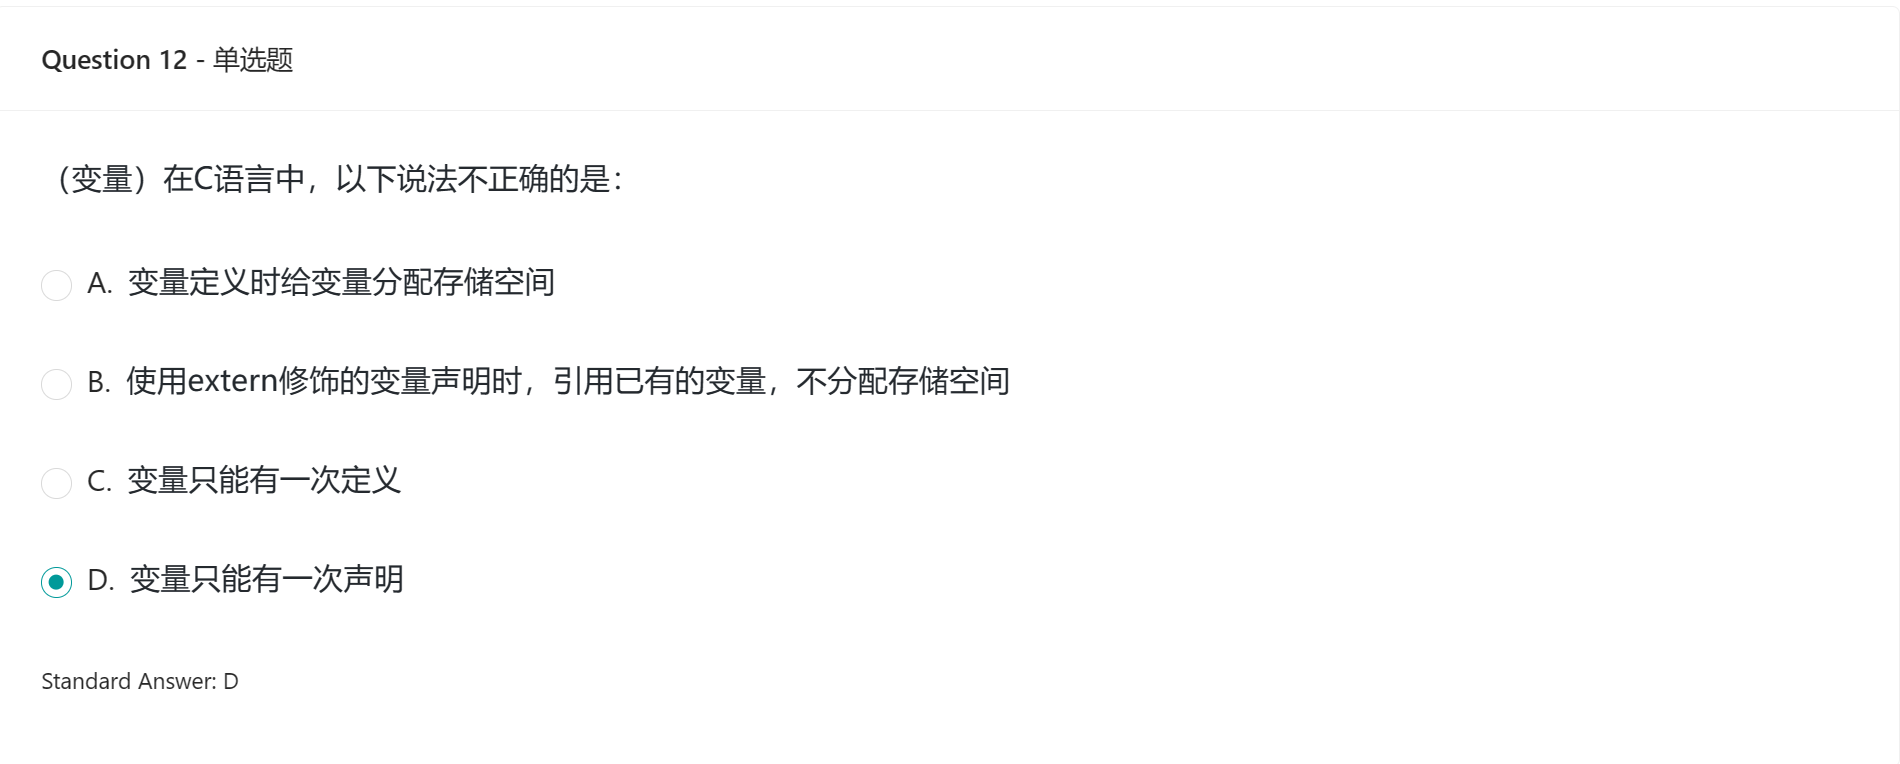 Question 12 - 单选题
（变量）在C语言中，以下说法不正确的是：
A. 变量定义时给变量分配存储空间
B. 使用extern修饰的变量声明时，引用已有的变量，不分配存储空间
C. 变量只能有一次定义
D. 变量只能有一次声明
Standard Answer: D